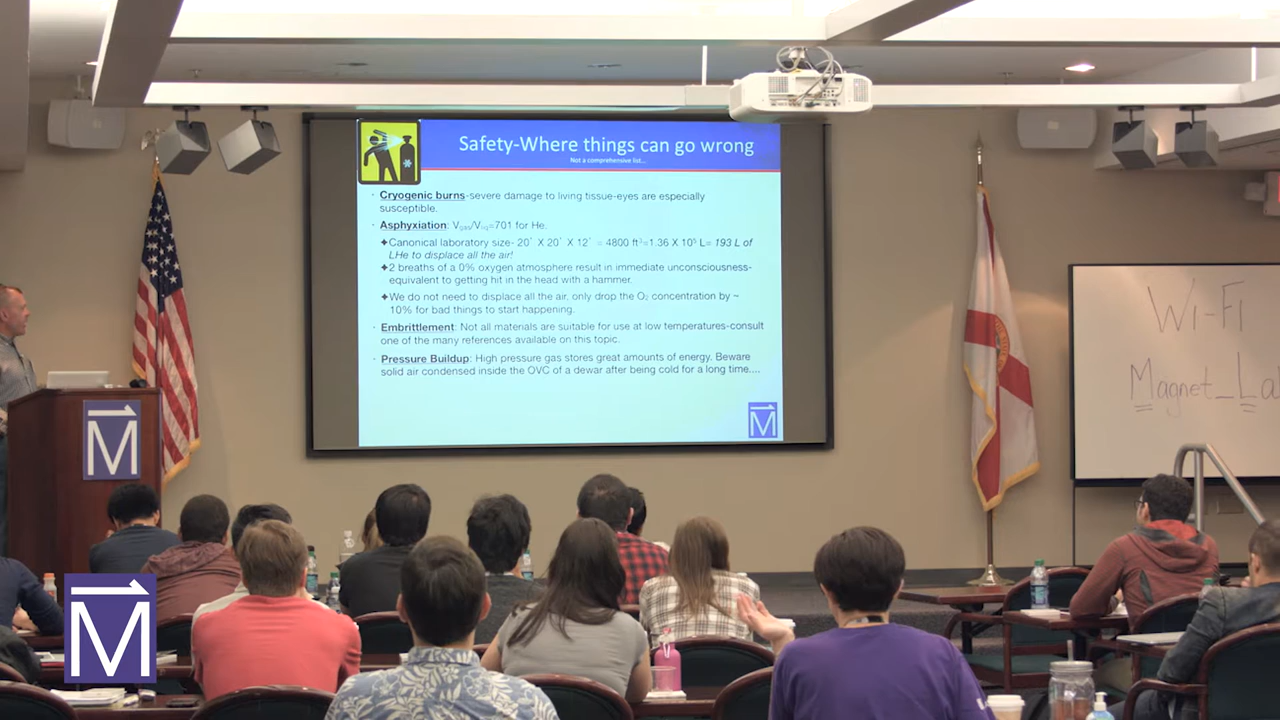 Safety-Where things can go wrong
Not a comprehensive list...
· Cryogenic burns-severe damage to living tissue-eyes are especially
susceptible.
· Asphyxiation: Vgas/Vliq=701 for He.
✦Canonical laboratory size- 20' X 20' X 12' = 4800 ft³=1.36 X 10⁵ L= 193 L of
LHe to displace all the air!
✦2 breaths of a 0% oxygen atmosphere result in immediate unconsciousness-
equivalent to getting hit in the head with a hammer.
✦We do not need to displace all the air, only drop the O₂ concentration by ~
10% for bad things to start happening.
· Embrittlement: Not all materials are suitable for use at low temperatures-consult
one of the many references available on this topic.
· Pressure Buildup: High pressure gas stores great amounts of energy. Beware
solid air condensed inside the OVC of a dewar after being cold for a long time....
M
Wi-Fi
Magnet_La
M
M